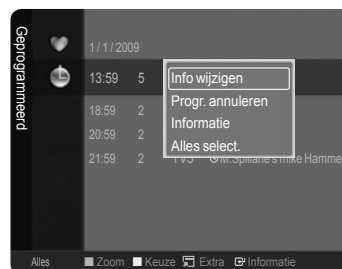 Geprogrammeerd
1 / 1 / 2009
13:59 5
Info wijzigen
Progr. annuleren
Informatie
Alles select.
18:59 2
20:59 2
21:59 2 TV3 M.Spillane's mike Hamme
Alles Zoom Keuze Extra Informatie